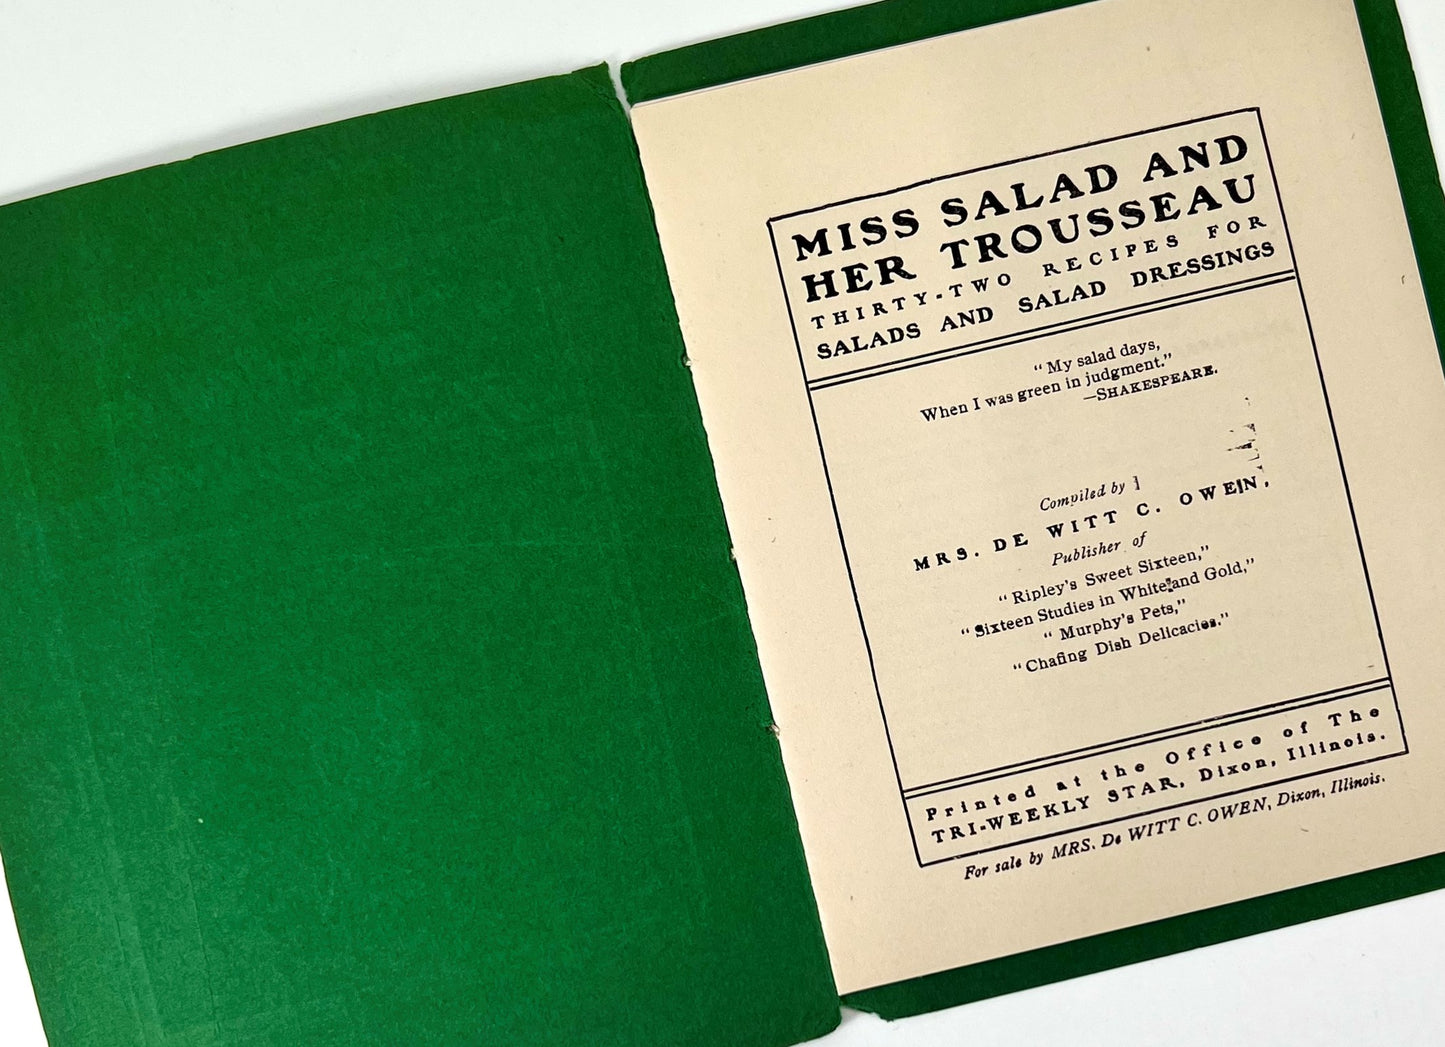 MISS SALAD AND
HER TROUSSEAU
THIRTY-TWO RECIPES FOR
SALADS AND SALAD DRESSINGS
“My salad days,
When I was green in judgment.”
—SHAKESPEARE.
Compiled by
MRS. DE WITT C. OWEN,
Publisher of
“Ripley’s Sweet Sixteen,”
“Sixteen Studies in White and Gold,”
“Murphy’s Pets,”
“Chafing Dish Delicacies.”
Printed at the Office of The
TRI-WEEKLY STAR, Dixon, Illinois.
For sale by MRS. De WITT C. OWEN, Dixon, Illinois.